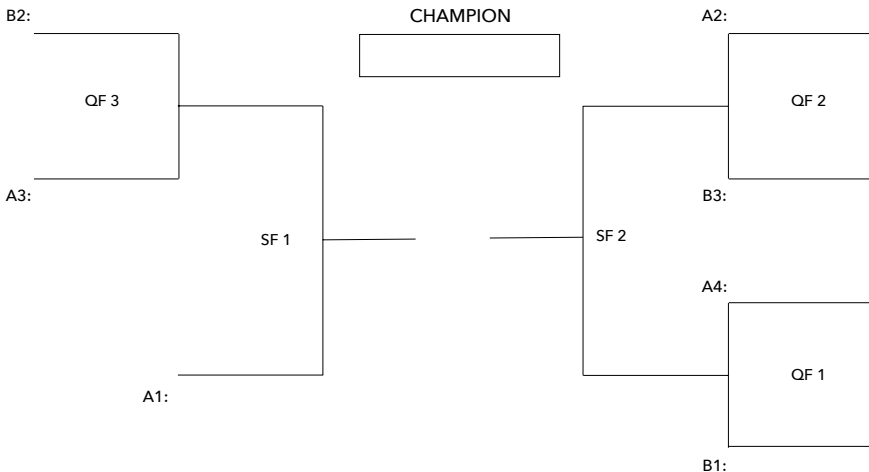 B2:
CHAMPION
A2:
QF 3
QF 2
A3:
B3:
SF 1
SF 2
A4:
QF 1
A1:
B1: